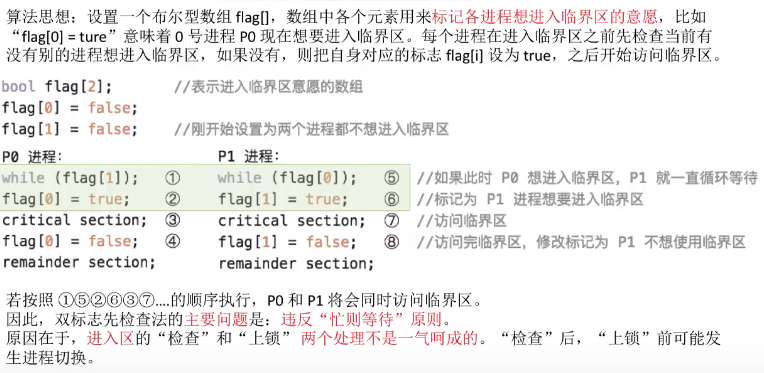 算法思想：设置一个布尔型数组 flag[]，数组中各个元素用来标记各进程想进入临界区的意愿，比如
“flag[0] = ture”意味着 0 号进程 P0 现在想要进入临界区。每个进程在进入临界区之前先检查当前有
没有别的进程想进入临界区，如果没有，则把自身对应的标志 flag[i] 设为 true，之后开始访问临界区。
bool flag[2]; //表示进入临界区意愿的数组
flag[0] = false;
flag[1] = false; //刚开始设置为两个进程都不想进入临界区
P0 进程： P1 进程：
while (flag[1]); ① while (flag[0]); ⑤ //如果此时 P0 想进入临界区，P1 就一直循环等待
flag[0] = true; ② flag[1] = true; ⑥ //标记为 P1 进程想要进入临界区
critical section; ③ critical section; ⑦ //访问临界区
flag[0] = false; ④ flag[1] = false; ⑧ //访问完临界区，修改标记为 P1 不想使用临界区
remainder section; remainder section;
若按照 ①⑤②⑥③⑦....的顺序执行，P0 和 P1 将会同时访问临界区。
因此，双标志先检查法的主要问题是：违反“忙则等待”原则。
原因在于，进入区的“检查”和“上锁” 两个处理不是一气呵成的。“检查”后，“上锁”前可能发
生进程切换。